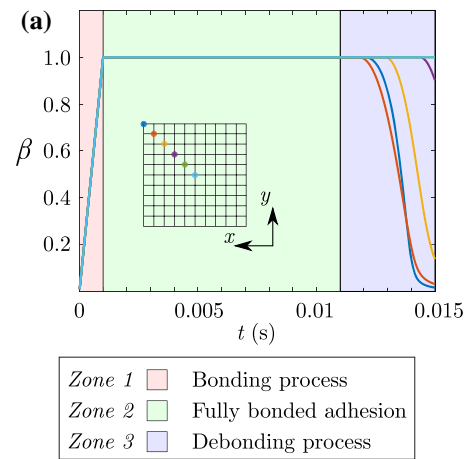 (a)
1.0
0.8
0.6
0.4
0.2
β
y
x
0 0.005 0.01 0.015
t (s)
Zone 1 Bonding process
Zone 2 Fully bonded adhesion
Zone 3 Debonding process